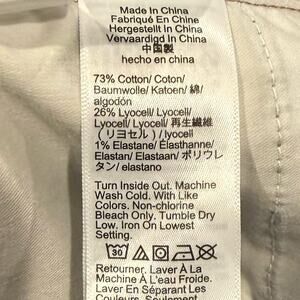 Made In China
Fabriqué En China
Hergestellt In China
Vervaardigd In China
中国製
hecho en china
73% Cotton/ Coton/
Baumwolle/ Katoen/ 綿/
algodón
26% Lyocell/ Lyocell/
Lyocell/ Lyocell/ 再生繊維
(リヨセル) / lyocell
1% Elastane/ Élasthanne/
Elastan/ Elastaan/ ポリウレ
タン/ elastano
Turn Inside Out. Machine
Wash Cold. With Like
Colors. Non-chlorine
Bleach Only. Tumble Dry
Low. Iron On Lowest
Setting.
30
Retourner. Laver À La
Machine À L'eau Froide.
Laver En Séparant Les